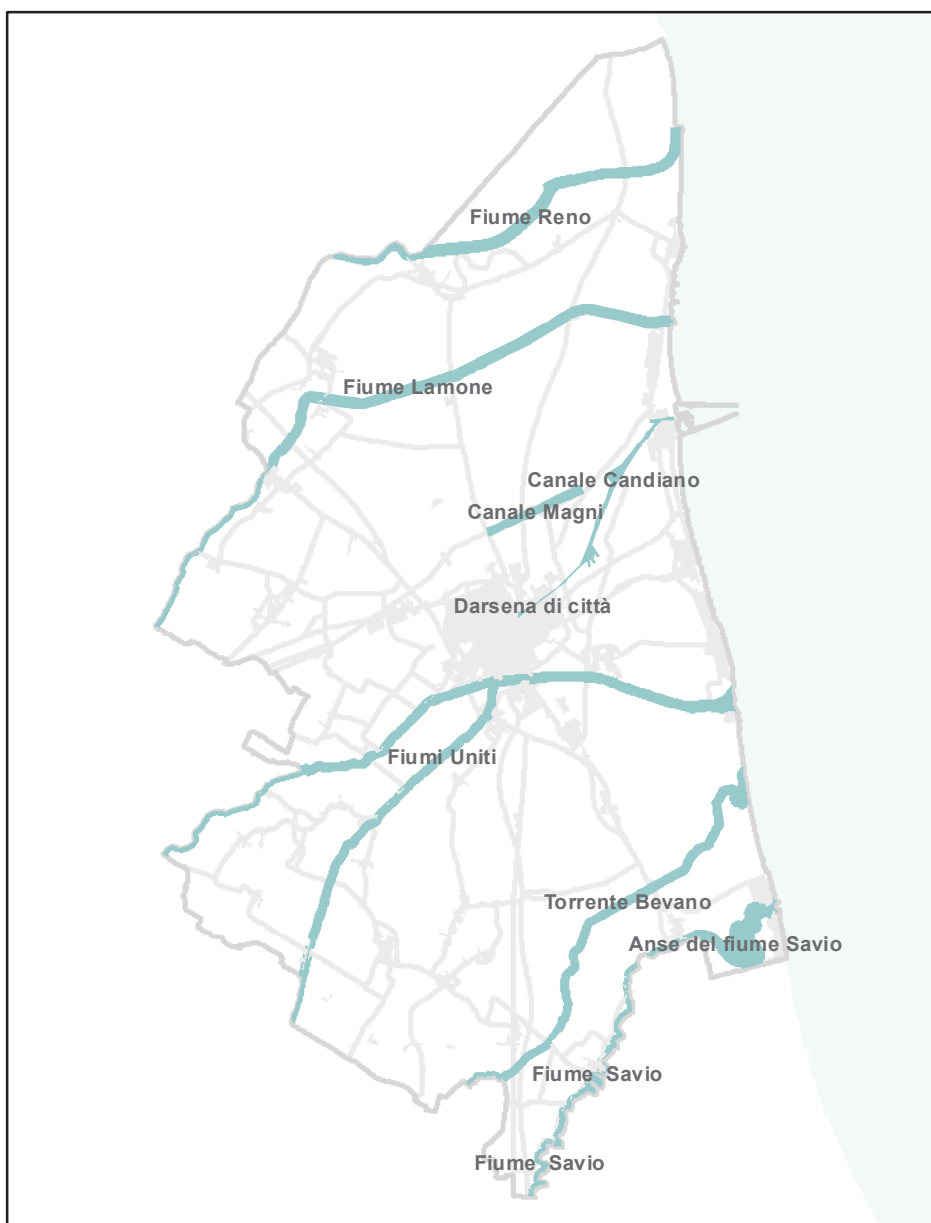 Fiume Reno
Fiume Lamone
Canale Candiano
Canale Magni
Darsena di città
Fiumi Uniti
Torrente Bevano
Anse del fiume Savio
Fiume Savio
Fiume Savio